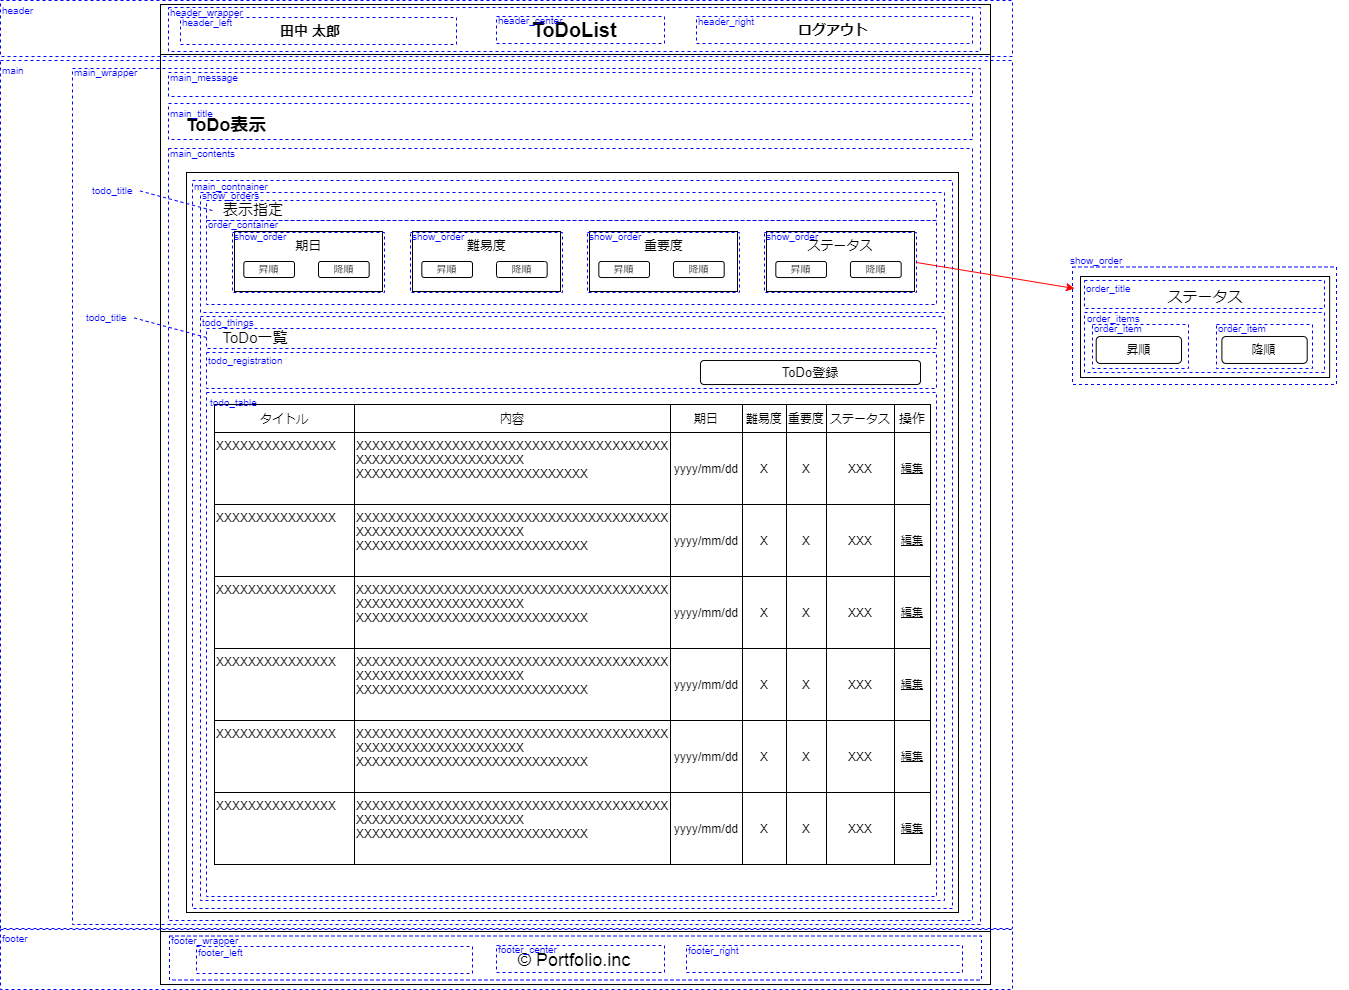 header
header_wrapper
header_left
田中 太郎
header_center
ToDoList
header_right
ログアウト
main
main_wrapper
main_message
main_title
ToDo表示
main_contents
main_contnainer
todo_title
show_orders
表示指定
order_container
show_order
期日
昇順
降順
show_order
難易度
昇順
降順
show_order
重要度
昇順
降順
show_order
ステータス
昇順
降順
show_order
order_title
ステータス
order_items
order_item
昇順
order_item
降順
todo_title
todo_things
ToDo一覧
todo_registration
ToDo登録
todo_table
タイトル 内容 期日 難易度 重要度 ステータス 操作
XXXXXXXXXXXXXXX XXXXXXXXXXXXXXXXXXXXXXXXXXXXXXXXXXXXXXX
XXXXXXXXXXXXXXXXXXXXX
XXXXXXXXXXXXXXXXXXXXXXXXXXXXX
yyyy/mm/dd X X XXX 編集
XXXXXXXXXXXXXXX XXXXXXXXXXXXXXXXXXXXXXXXXXXXXXXXXXXXXXX
XXXXXXXXXXXXXXXXXXXXX
XXXXXXXXXXXXXXXXXXXXXXXXXXXXX
yyyy/mm/dd X X XXX 編集
XXXXXXXXXXXXXXX XXXXXXXXXXXXXXXXXXXXXXXXXXXXXXXXXXXXXXX
XXXXXXXXXXXXXXXXXXXXX
XXXXXXXXXXXXXXXXXXXXXXXXXXXXX
yyyy/mm/dd X X XXX 編集
XXXXXXXXXXXXXXX XXXXXXXXXXXXXXXXXXXXXXXXXXXXXXXXXXXXXXX
XXXXXXXXXXXXXXXXXXXXX
XXXXXXXXXXXXXXXXXXXXXXXXXXXXX
yyyy/mm/dd X X XXX 編集
XXXXXXXXXXXXXXX XXXXXXXXXXXXXXXXXXXXXXXXXXXXXXXXXXXXXXX
XXXXXXXXXXXXXXXXXXXXX
XXXXXXXXXXXXXXXXXXXXXXXXXXXXX
yyyy/mm/dd X X XXX 編集
XXXXXXXXXXXXXXX XXXXXXXXXXXXXXXXXXXXXXXXXXXXXXXXXXXXXXX
XXXXXXXXXXXXXXXXXXXXX
XXXXXXXXXXXXXXXXXXXXXXXXXXXXX
yyyy/mm/dd X X XXX 編集
footer
footer_wrapper
footer_left
footer_center
© Portfolio.inc
footer_right